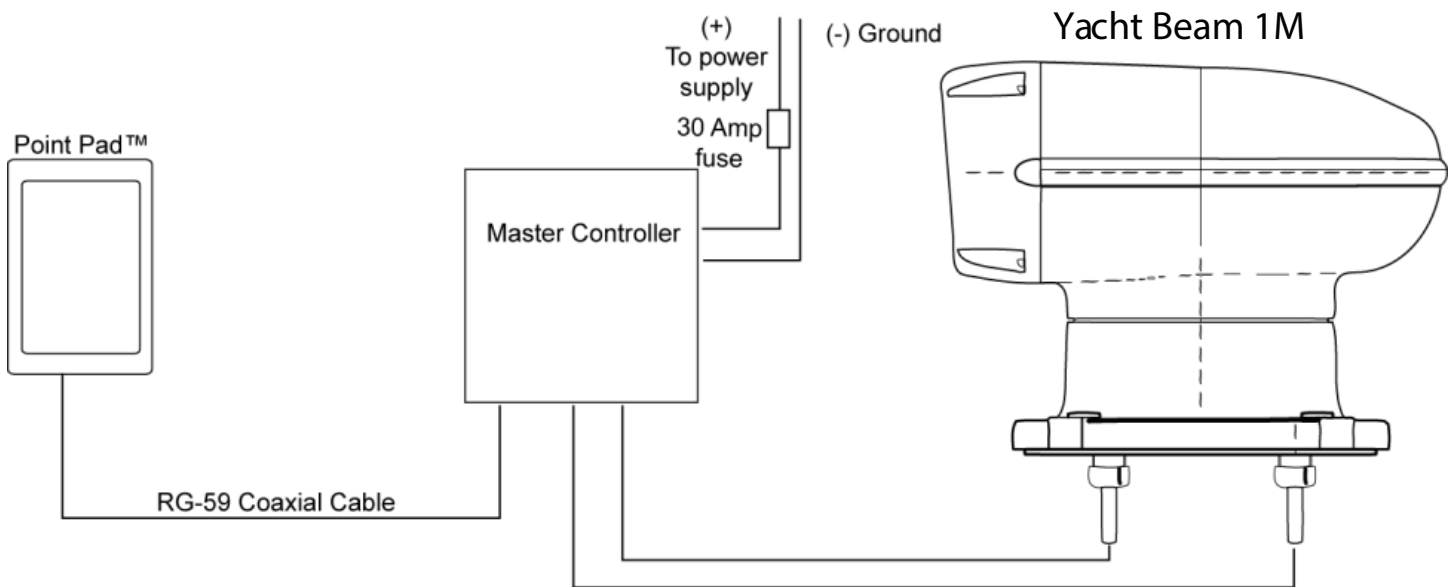 Yacht Beam 1M
(+)
To power
supply
30 Amp
fuse
(-) Ground
Point Pad™
Master Controller
RG-59 Coaxial Cable